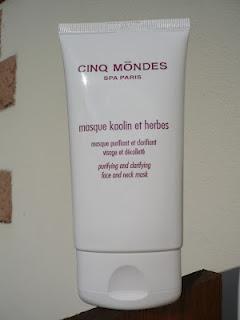 CINQ MONDES
SPA PARIS
masque kaolin et herbes
masque purifiant et clarifiant
visage et décolleté
purifying and clarifying
face and neck mask